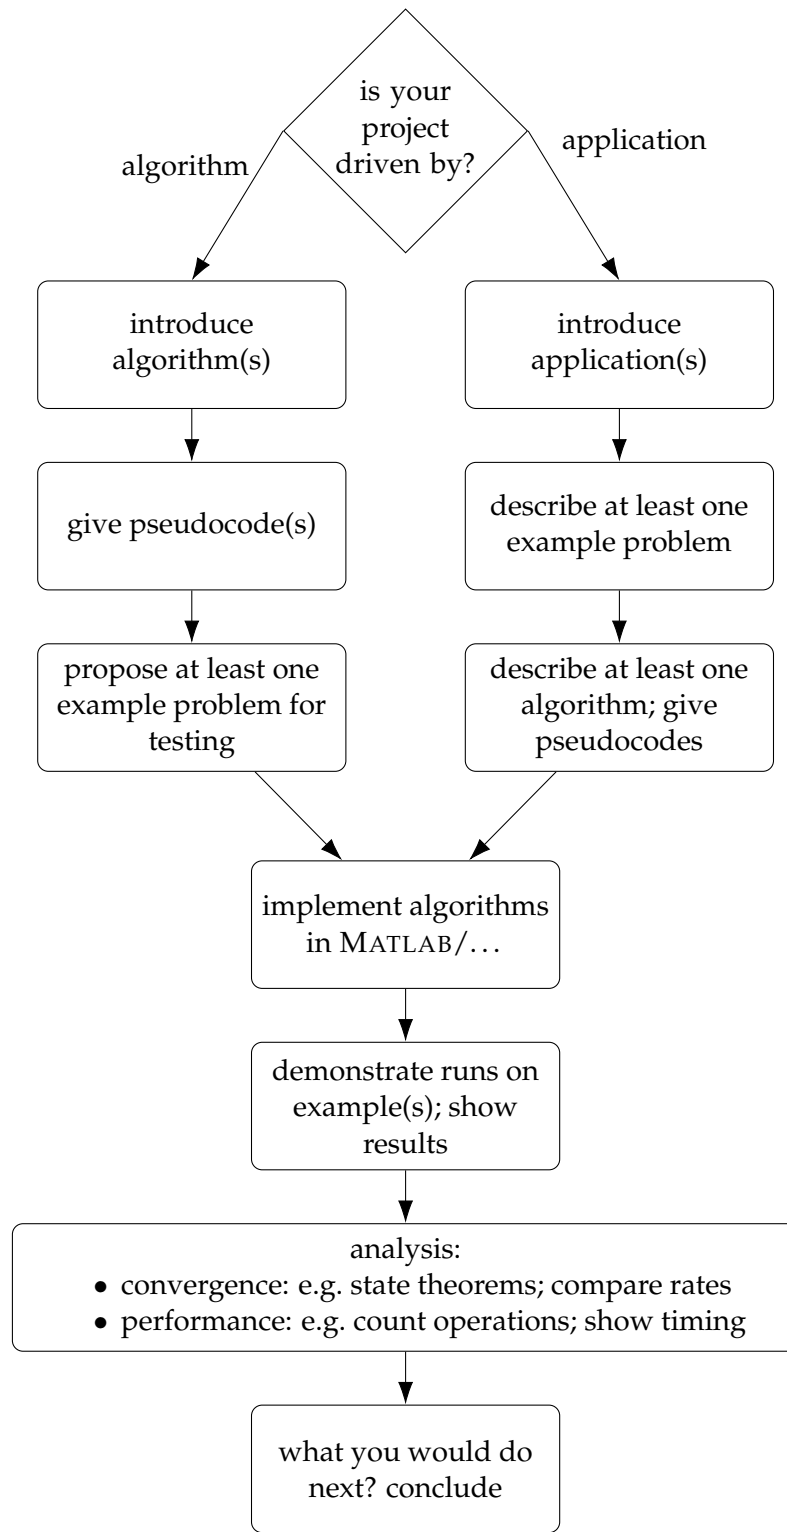 is your
project
driven by?
algorithm
application
introduce
algorithm(s)
introduce
application(s)
give pseudocode(s)
describe at least one
example problem
propose at least one
example problem for
testing
describe at least one
algorithm; give
pseudocodes
implement algorithms
in MATLAB/...
demonstrate runs on
example(s); show
results
analysis:
• convergence: e.g. state theorems; compare rates
• performance: e.g. count operations; show timing
what you would do
next? conclude